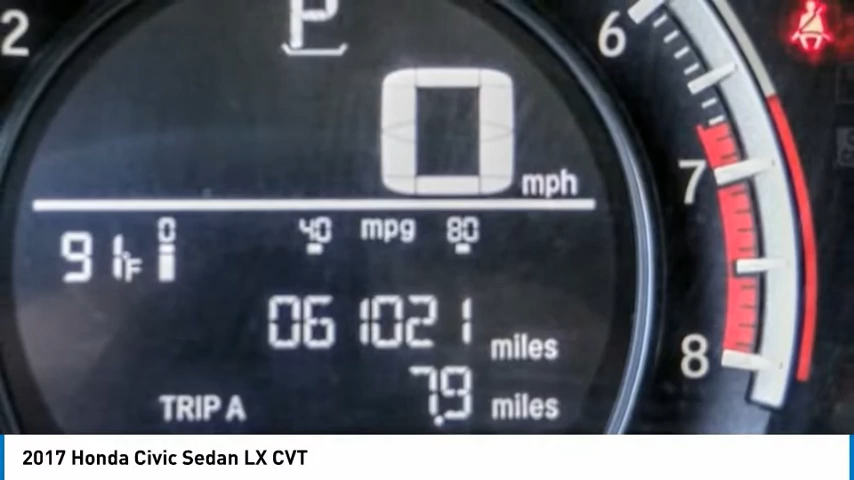 P
2
6
0 mph
7
0 40 mpg 80
91°F
061021 miles
8
TRIP A 7.9 miles
2017 Honda Civic Sedan LX CVT